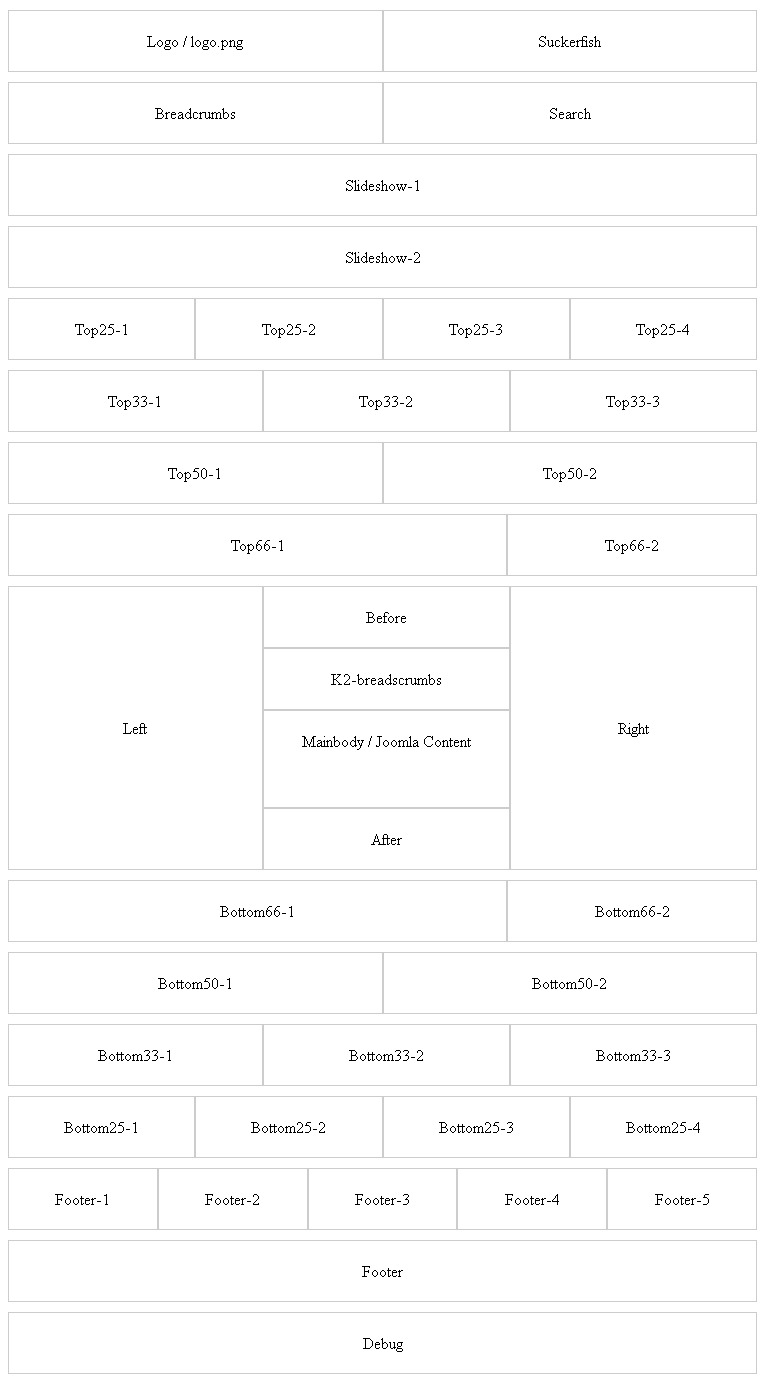 Logo / logo.png
Suckerfish
Breadcrumbs
Search
Slideshow-1
Slideshow-2
Top25-1
Top25-2
Top25-3
Top25-4
Top33-1
Top33-2
Top33-3
Top50-1
Top50-2
Top66-1
Top66-2
Left
Before
K2-breadscrumbs
Mainbody / Joomla Content
After
Right
Bottom66-1
Bottom66-2
Bottom50-1
Bottom50-2
Bottom33-1
Bottom33-2
Bottom33-3
Bottom25-1
Bottom25-2
Bottom25-3
Bottom25-4
Footer-1
Footer-2
Footer-3
Footer-4
Footer-5
Footer
Debug